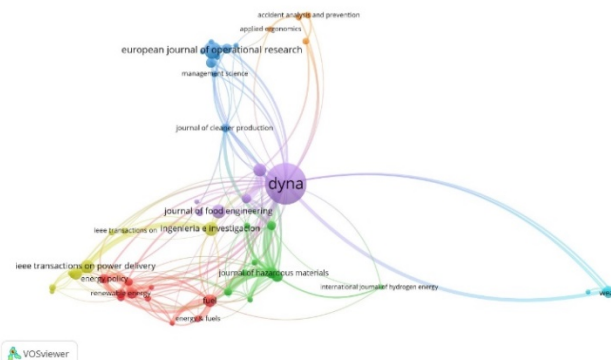 accident analysis and prevention
applied ergonomics
european journal of operational research
management science
journal of cleaner production
dyna
journal of food engineering
ingenieria e investigacion
ieee transactions on
ieee transactions on power delivery
energy policy
journal of hazardous materials
renewable energy
international journal of hydrogen energy
fuel
energy & fuels
VOSviewer